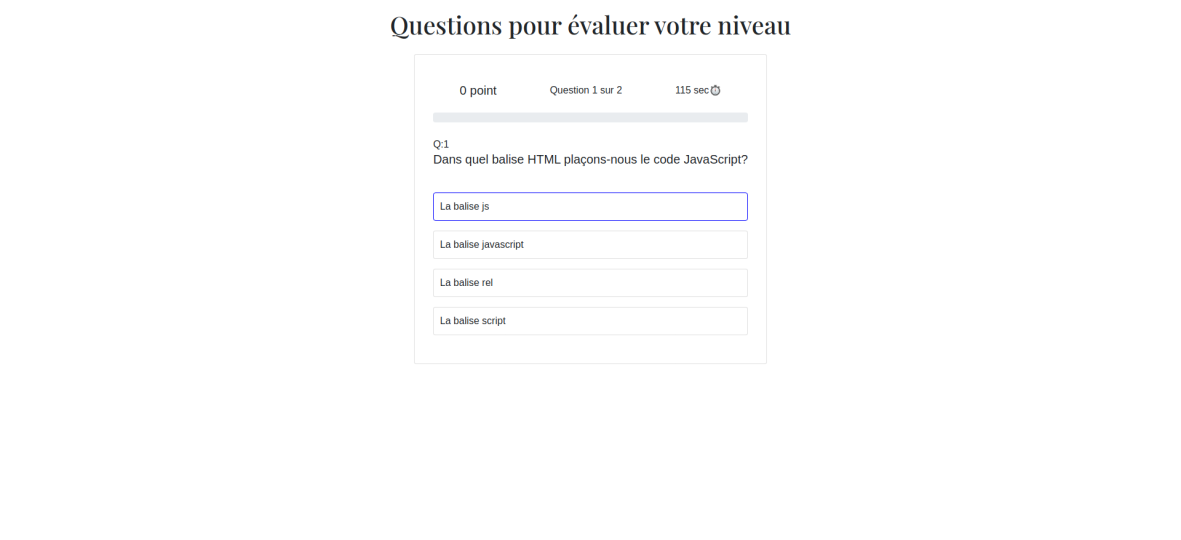 Questions pour évaluer votre niveau
0 point Question 1 sur 2 115 sec⏱
Q:1
Dans quel balise HTML plaçons-nous le code JavaScript?
La balise js
La balise javascript
La balise rel
La balise script